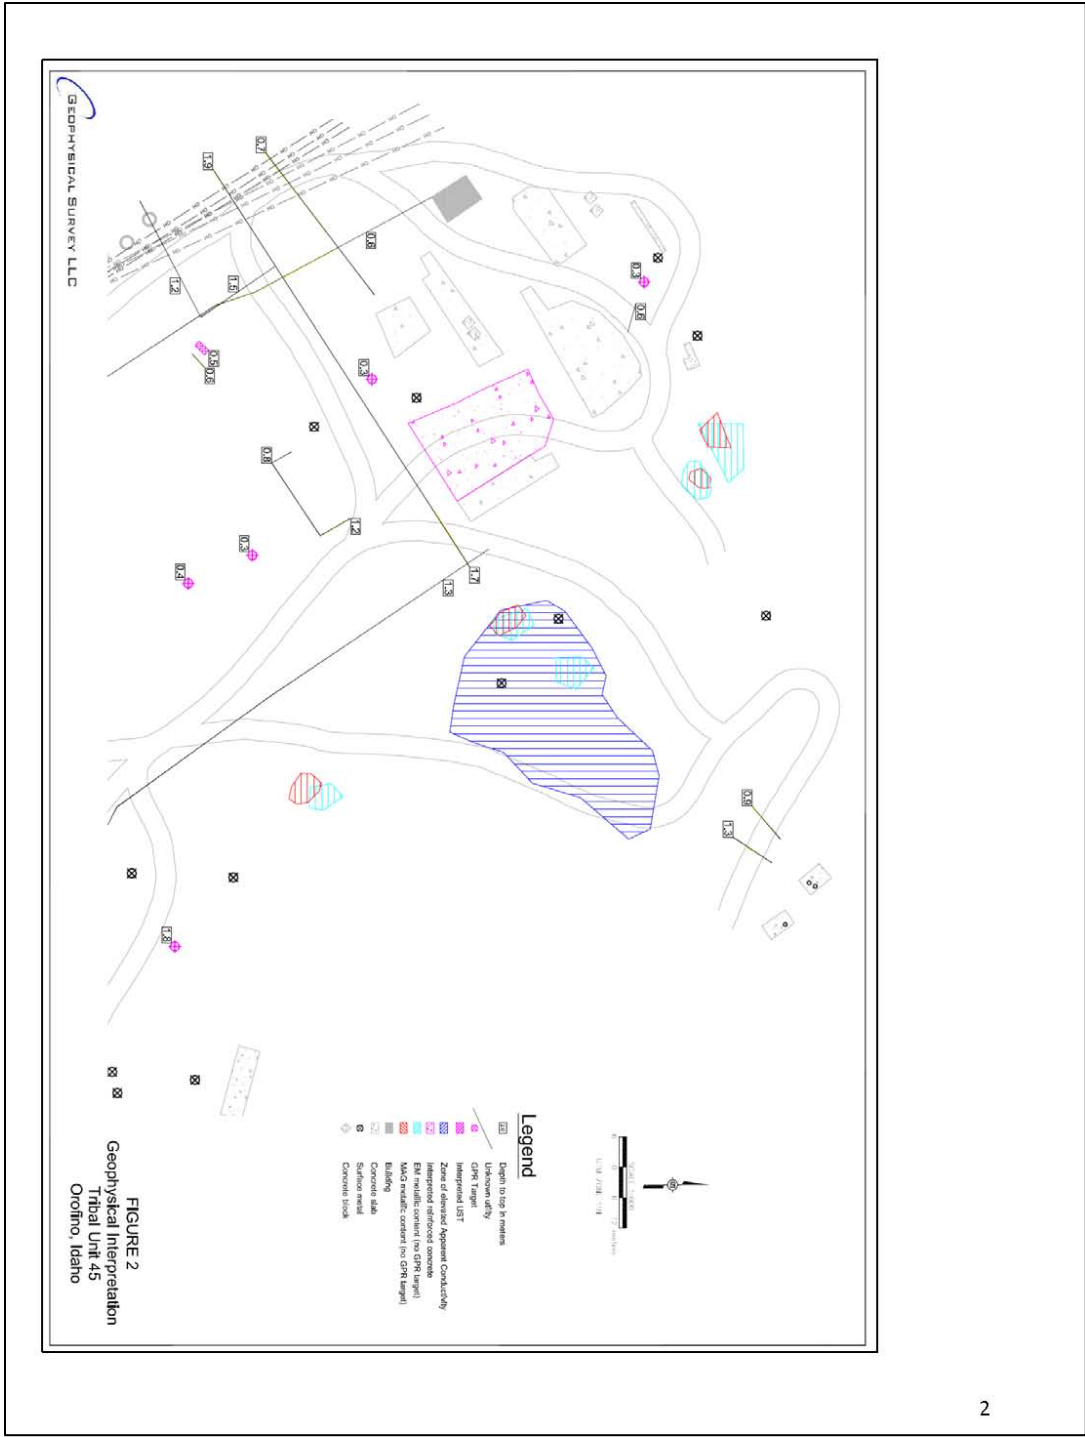 GEOPHYSICAL SURVEY LLC
0.7
1.9
0.6
1.2
1.5
0.3
0.6
0.5
0.6
0.3
0.8
1.2
0.3
0.4
1.7
1.3
0.9
1.3
1.8
Legend
Depth to top in meters
Unknown utility
GPR Target
Interpreted UST
Zone of elevated Apparent Conductivity
Interpreted reinforced concrete
EM metallic content (no GPR target)
MAG metallic content (no GPR target)
Building
Concrete slab
Surface metal
Concrete block
FIGURE 2
Geophysical Interpretation
Tribal Unit 45
Orofino, Idaho
2